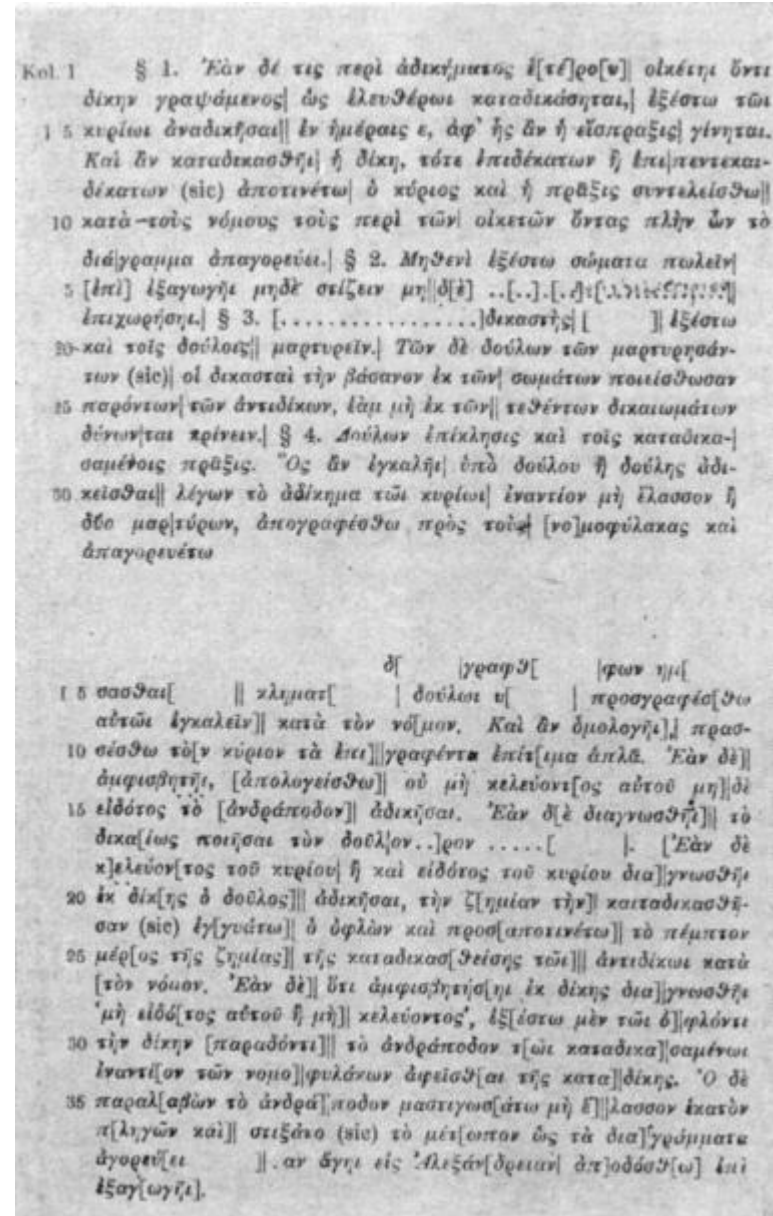 Kol. I § 1. Ἐὰν δέ τις περὶ ἀδικήματος ἑ[τέ]ρο[υ]| οἰκέτηι ὄντι
δίκην γραψάμενος| ὡς ἐλευθέρωι καταδικάσηται,| ἐξέστω τῶι
5 κυρίωι ἀναδικῆσαι|| ἐν ἡμέραις ε, ἀφ' ἧς ἂν ἡ εἴσπραξις| γίνηται.
Καὶ ἂν καταδικασθῆι| ἡ δίκη, τότε ἐπιδέκατων ἢ ἐπι|πεντεκαι-
δέκατων (sic) ἀποτινέτω| ὁ κύριος καὶ ἡ πρᾶξις συντελείσθω||
10 κατὰ τοὺς νόμους τοὺς περὶ τῶν| οἰκετῶν ὄντας πλὴν ὧν τὸ
διά|γραμμα ἀπαγορεύει.| § 2. Μηθενὶ ἐξέστω σώματα πωλεῖν|
5 [ἐπὶ] ἐξαγωγῆι μηδὲ στίζειν μη||δ[ὲ] ..[..].[.
ἐπιχωρήσηι.| § 3. [.................]δικαστὴς| [ ]| ἐξέστω
20 καὶ τοῖς δούλοις|| μαρτυρεῖν.| Τῶν δὲ δούλων τῶν μαρτυρησάν-
των (sic)| οἱ δικασταὶ τὴν βάσανον ἐκ τῶν| σωμάτων ποιείσθωσαν
25 παρόντων| τῶν ἀντιδίκων, ἐὰμ μὴ ἐκ τῶν|| τεθέντων δικαιωμάτων
δύνων|ται κρίνειν.| § 4. Δούλων ἐπίκλησις καὶ τοῖς καταδικα-|
σαμένοις πρᾶξις. Ὃς ἂν ἐγκαλῆι| ὑπὸ δούλου ἢ δούλης ἀδι-
30 κεῖσθαι|| λέγων τὸ ἀδίκημα τῶι κυρίωι| ἐναντίον μὴ ἔλασσον ἢ
δύο μαρ|τύρων, ἀπογραφέσθω πρὸς τοὺς| [νο]μοφύλακας καὶ
ἀπαγορευέτω
δ[ |γραφθ[ |φων ημ[
5 σασθαι[ || κληματ[ | δούλωι υ[ | προσγραφέσ[θω
αὐτῶι ἐγκαλεῖν]| κατὰ τὸν νό[μον. Καὶ ἂν ὁμολογῆι],| πρασ-
10 σέσθω τὸ[ν κύριον τὰ ἐπι]||γραφέντα ἐπίτ[ιμα ἁπλᾶ. Ἐὰν δὲ]|
ἀμφισβητῆι, [ἀπολογείσθω]| οὐ μὴ κελεύοντ[ος αὐτοῦ μη]|δὲ
15 εἰδότος τὸ [ἀνδράποδον]| ἀδικῆσαι. Ἐὰν δ[ὲ διαγνωσθῆι]|| τὸ
δικα[ίως ποιῆσαι τὸν δοῦλ|ον..]ρον .....[ |. [Ἐὰν δὲ
κ]ελεύον[τος τοῦ κυρίου| ἢ καὶ εἰδότος τοῦ κυρίου δια]|γνωσθῆι
20 ἐκ δίκ[ης ὁ δοῦλος]|| ἀδικῆσαι, τὴν ζ[ημίαν τὴν]| καιταδικασθῆ-
σαν (sic) ἐγ[γυάτω]| ὁ ὀφλὼν καὶ προσ[αποτινέτω]| τὸ πέμπτον
25 μέρ[ος τῆς ζημίας]| τῆς καταδικασ[θείσης τῶι]|| ἀντιδίκωι κατὰ
[τὸν νόμον. Ἐὰν δὲ]| ὅτι ἀμφισβητήσ[ηι ἐκ δίκης δια]|γνωσθῆι
'μὴ εἰδό[τος αὐτοῦ ἢ μὴ]| κελεύοντος', ἐξ[έστω μὲν τῶι ὀ]|φλόντι
30 τὴν δίκην [παραδόντι]|| τὸ ἀνδράποδον τ[ῶι καταδικα]|σαμένωι
ἐναντί[ον τῶν νομο]|φυλάκων ἀφεῖσθ[αι τῆς κατα]|δίκης. Ὁ δὲ
35 παραλ[αβὼν τὸ ἀνδρά]|ποδον μαστιγωσ[άτω μὴ ἔ]||λασσον ἑκατὸν
π[ληγῶν καὶ]| στιξάτο (sic) τὸ μέτ[ωπον ὡς τὰ δια]|γράμματα
ἀγορεύ[ει ]|.αν ἄγηι εἰς Ἀλεξάν[δρειαν| ἀπ]οδόσθ[ω] ἐπὶ
ἐξαγ[ωγῆι].